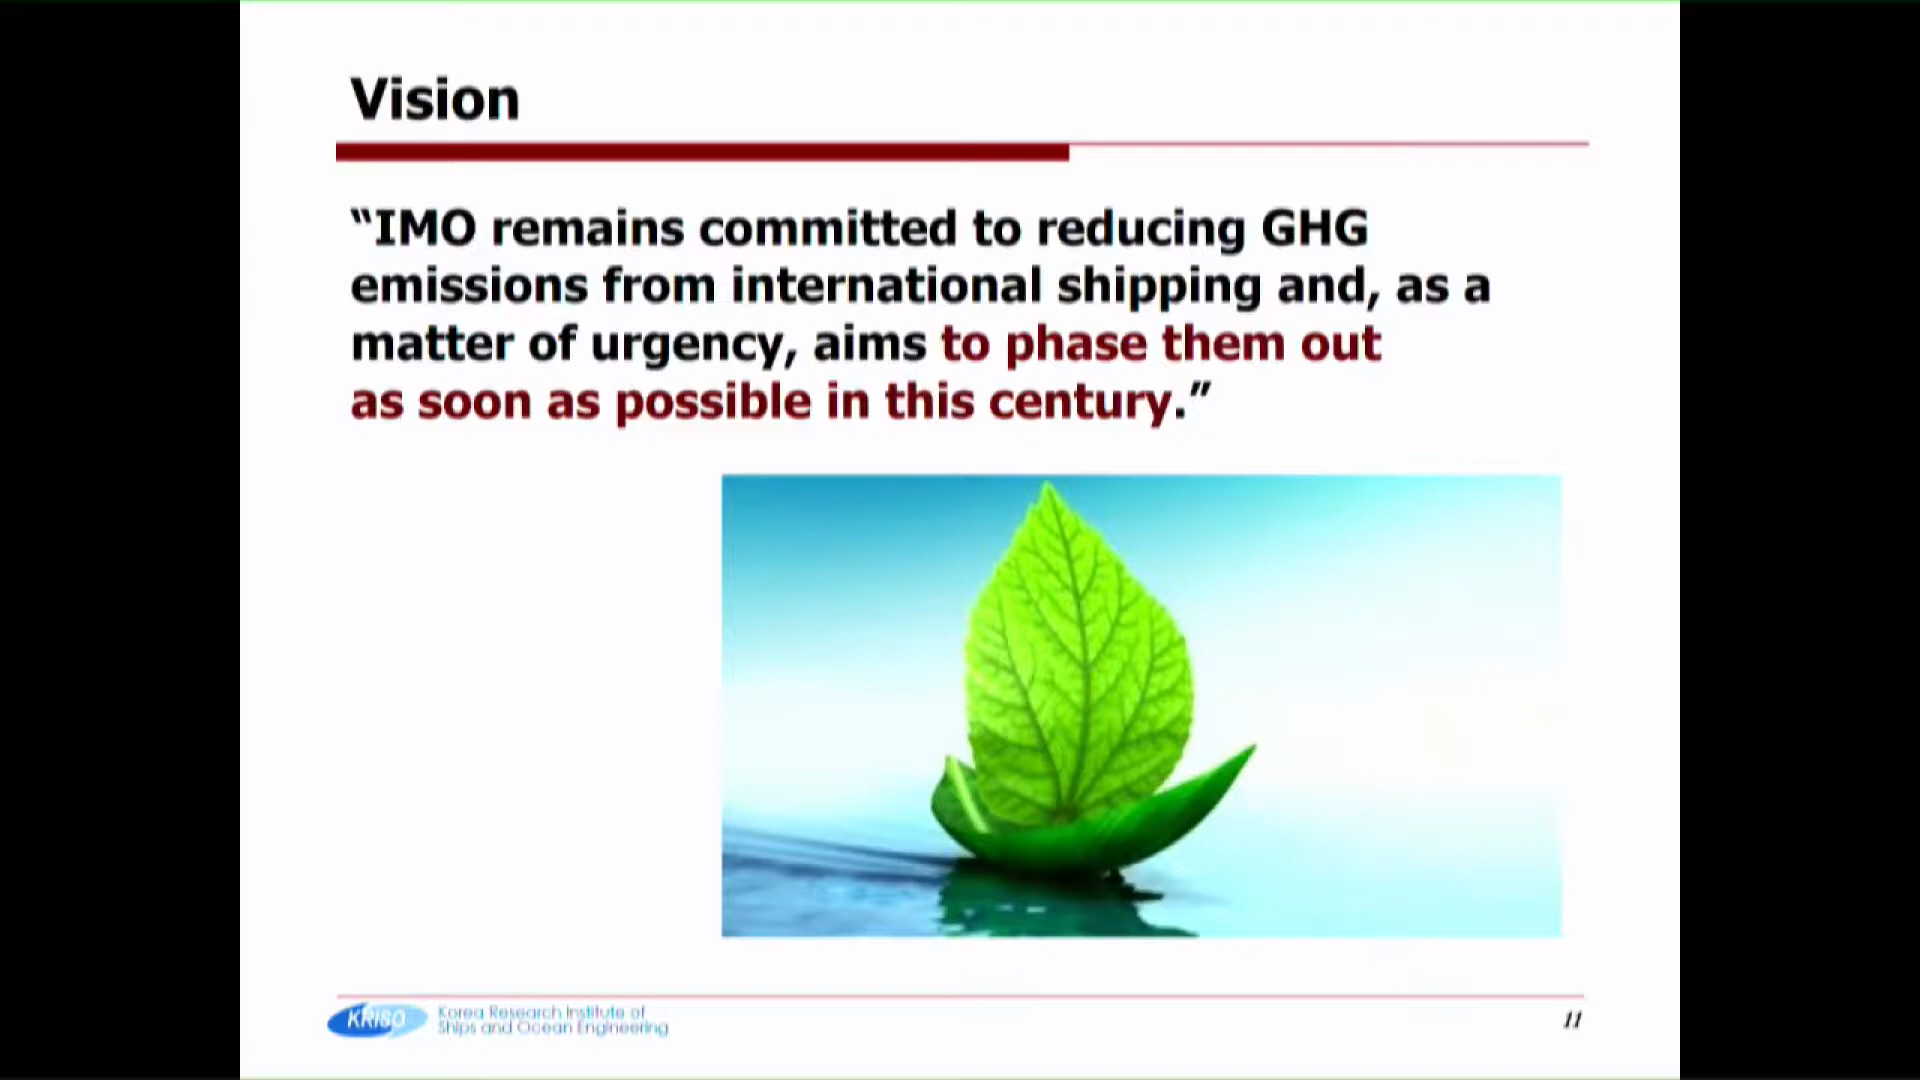 Vision
“IMO remains committed to reducing GHG
emissions from international shipping and, as a
matter of urgency, aims to phase them out
as soon as possible in this century.”
KRISO
Korea Research Institute of
Ships and Ocean Engineering
11